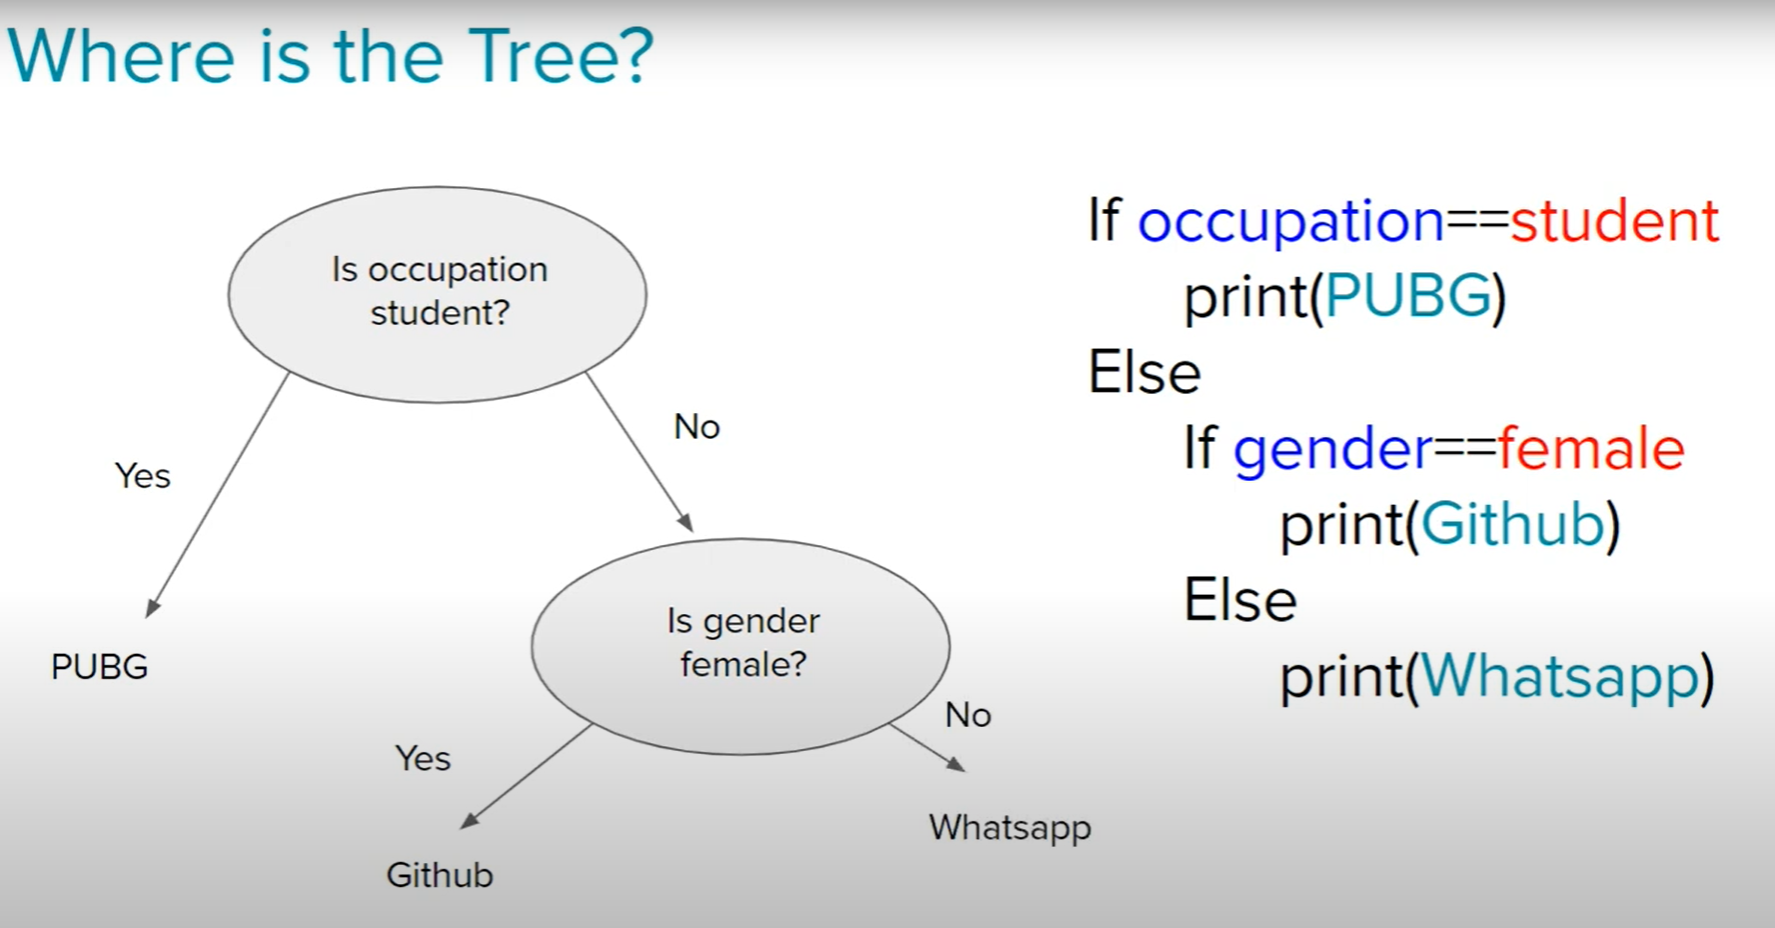 Where is the Tree?
Is occupation
student?
Yes
No
PUBG
Is gender
female?
Yes
No
Github
Whatsapp
If occupation==student
print(PUBG)
Else
If gender==female
print(Github)
Else
print(Whatsapp)